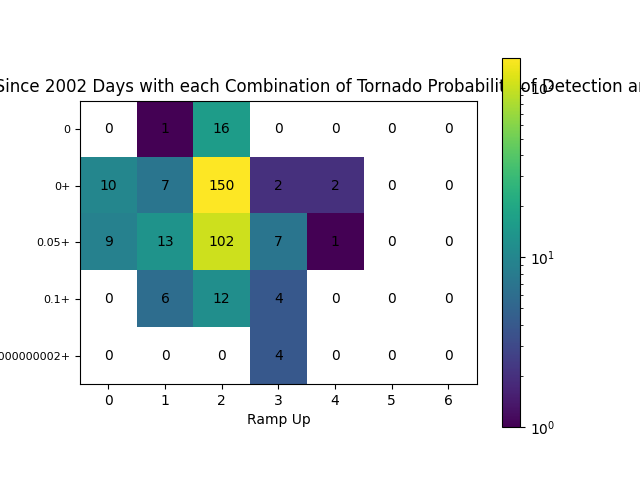 Since 2002 Days with each Combination of Tornado Probability of Detection
10²
0 0 1 16 0 0 0 0
0+ 10 7 150 2 2 0 0
0.05+ 9 13 102 7 1 0 0
10¹
0.1+ 0 6 12 4 0 0 0
000000002+ 0 0 0 4 0 0 0
0 1 2 3 4 5 6
Ramp Up
10⁰